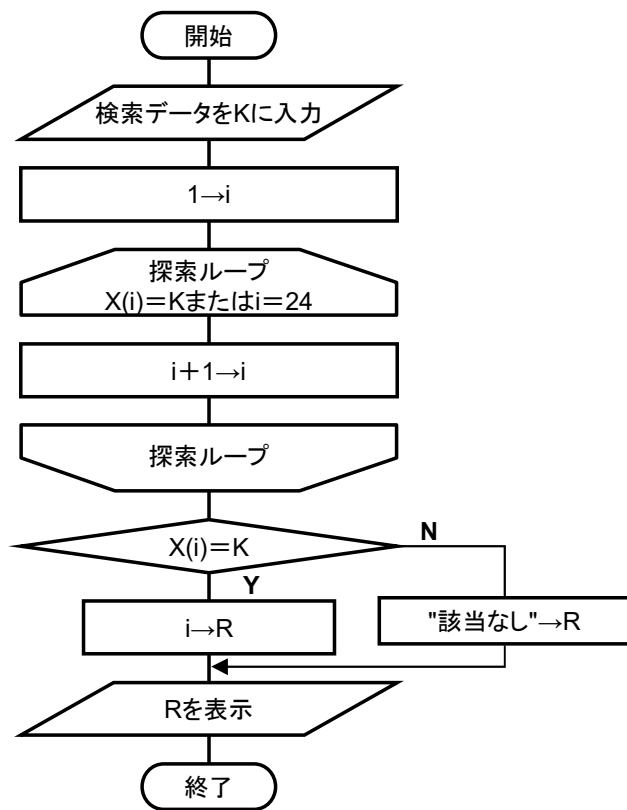 開始
検索データをKに入力
1→i
探索ループ
X(i)＝Kまたはi＝24
i＋1→i
探索ループ
X(i)＝K
N
Y
i→R
"該当なし"→R
Rを表示
終了